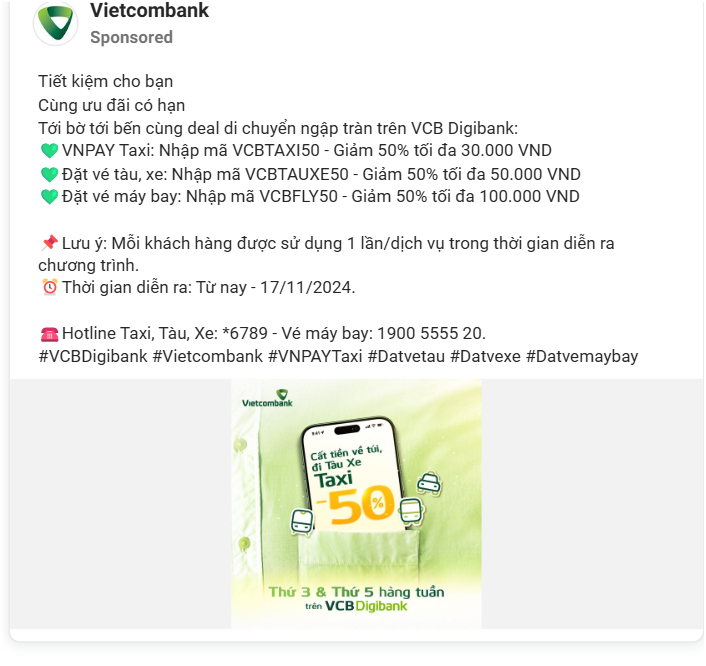 Vietcombank
Sponsored
Tiết kiệm cho bạn
Cùng ưu đãi có hạn
Tới bờ tới bến cùng deal di chuyển ngập tràn trên VCB Digibank:
💚VNPAY Taxi: Nhập mã VCBTAXI50 - Giảm 50% tối đa 30.000 VND
💚Đặt vé tàu, xe: Nhập mã VCBTAUXE50 - Giảm 50% tối đa 50.000 VND
💚Đặt vé máy bay: Nhập mã VCBFLY50 - Giảm 50% tối đa 100.000 VND
📌Lưu ý: Mỗi khách hàng được sử dụng 1 lần/dịch vụ trong thời gian diễn ra
chương trình.
⏰Thời gian diễn ra: Từ nay - 17/11/2024.
☎️Hotline Taxi, Tàu, Xe: *6789 - Vé máy bay: 1900 5555 20.
#VCBDigibank #Vietcombank #VNPAYTaxi #Datvetau #Datvexe #Datvemaybay
Vietcombank
9:41
Cất tiền về túi,
đi Tàu Xe
Taxi
-50%
Thứ 3 & Thứ 5 hàng tuần
trên VCB Digibank